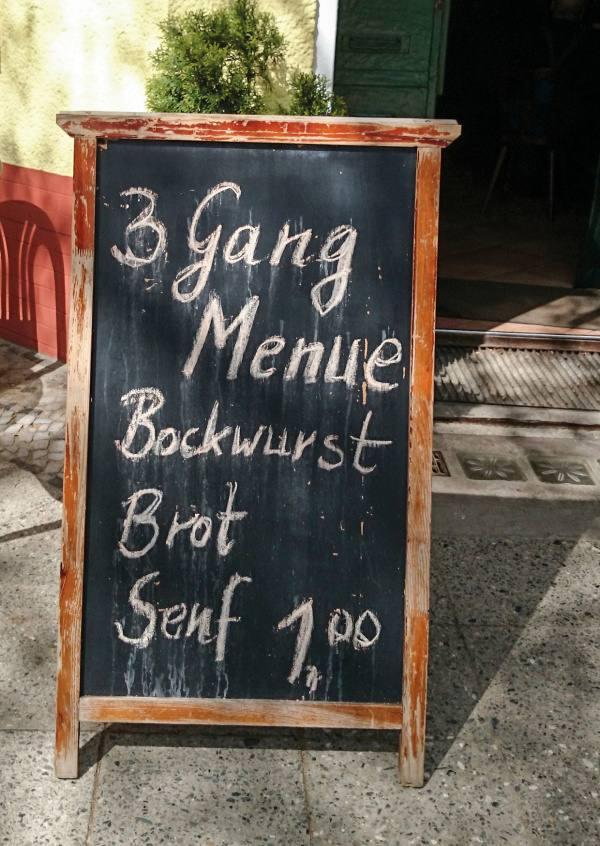 3 Gang
Menue
Bockwurst
Brot
Senf 1,00